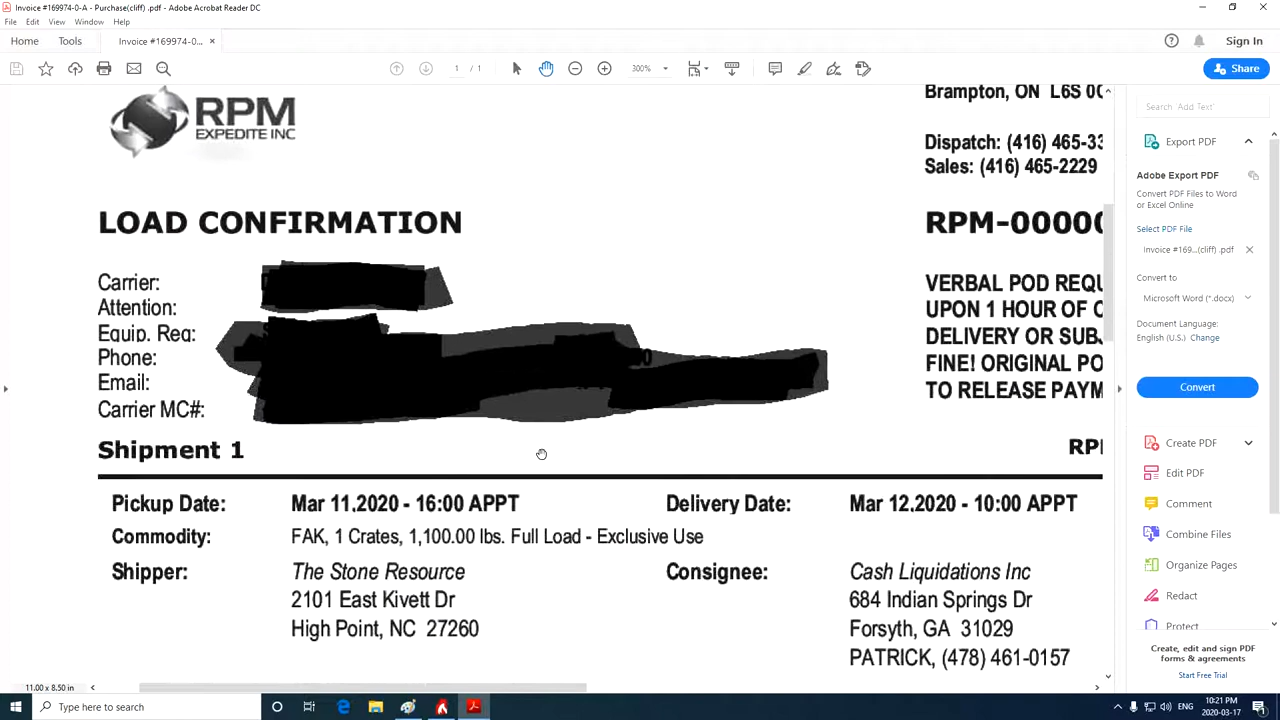 Invoice #169974-0-A - Purchase(cliff) .pdf - Adobe Acrobat Reader DC
File Edit View Window Help
Home Tools Invoice #169974-0... × Sign In
1 / 1 300% Share
RPM
EXPEDITE INC
Brampton, ON L6S
Dispatch: (416) 465-33
Sales: (416) 465-2229
LOAD CONFIRMATION RPM-0000
Carrier: VERBAL POD REQU
Attention: UPON 1 HOUR OF
Equip. Req: DELIVERY OR SUB
Phone: FINE! ORIGINAL PO
Email: TO RELEASE PAYM
Carrier MC#:
Shipment 1 RP
Pickup Date: Mar 11,2020 - 16:00 APPT Delivery Date: Mar 12,2020 - 10:00 APPT
Commodity: FAK, 1 Crates, 1,100.00 lbs. Full Load - Exclusive Use
Shipper: The Stone Resource Consignee: Cash Liquidations Inc
2101 East Kivett Dr 684 Indian Springs Dr
High Point, NC 27260 Forsyth, GA 31029
PATRICK, (478) 461-0157
11.00 x 8.50 in
Search 'Add Text'
Export PDF
Adobe Export PDF
Convert PDF Files to Word
or Excel Online
Select PDF File
Invoice #169...(cliff) .pdf ×
Convert to
Microsoft Word (*.docx)
Document Language:
English (U.S.) Change
Convert
Create PDF
Edit PDF
Comment
Combine Files
Organize Pages
Redact
Protect
Create, edit and sign PDF
forms & agreements
Start Free Trial
Type here to search
ENG 10:21 PM
2020-03-17
1